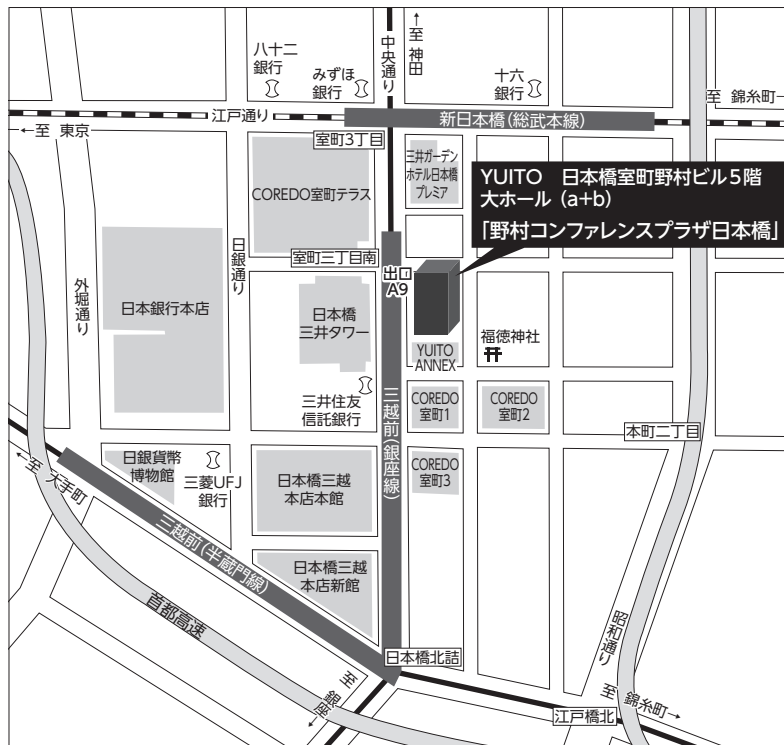 ↑至 神田
中央通り
八十二
銀行
みずほ
銀行
十六
銀行
至 錦糸町→
江戸通り
新日本橋(総武本線)
←至 東京
室町3丁目
三井ガーデン
ホテル日本橋
プレミア
YUITO 日本橋室町野村ビル5階
大ホール (a+b)
「野村コンファレンスプラザ日本橋」
COREDO室町テラス
日銀通り
室町三丁目南
出口
A9
外堀通り
日本銀行本店
日本橋
三井タワー
YUITO
ANNEX
福徳神社
三井住友
信託銀行
COREDO
室町1
COREDO
室町2
三越前(銀座線)
本町二丁目
日銀貨幣
博物館
三菱UFJ
銀行
日本橋三越
本店本館
COREDO
室町3
←至 大手町
三越前(半蔵門線)
日本橋三越
本店新館
首都高速
昭和通り
日本橋北詰
至 銀座→
至 錦糸町→
江戸橋北